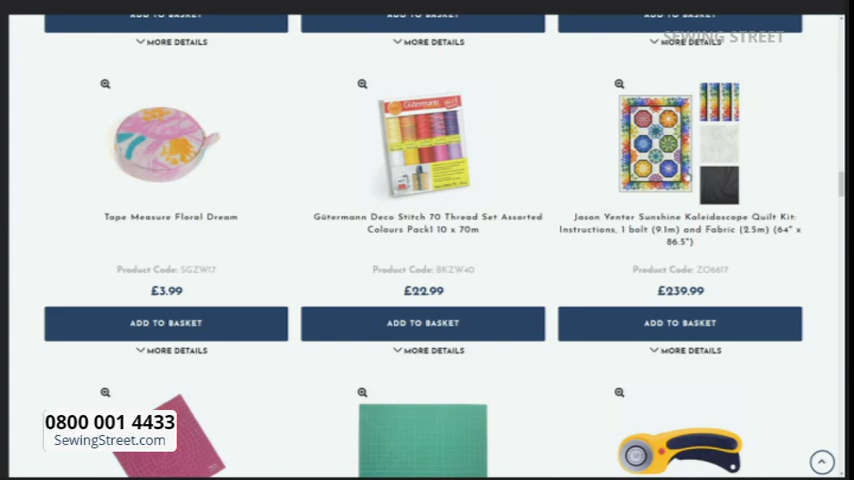 ADD TO BASKET
ADD TO BASKET
ADD TO BASKET
MORE DETAILS
MORE DETAILS
MORE DETAILS
SEWING STREET
Gütermann
Tape Measure Floral Dream
Gütermann Deco Stitch 70 Thread Set Assorted
Colours Pack1 10 x 70m
Jason Yenter Sunshine Kaleidoscope Quilt Kit:
Instructions, 1 bolt (9.1m) and Fabric (2.5m) (64" x
86.5")
Product Code: SGZW17
Product Code: BKZW40
Product Code: ZO6617
£3.99
£22.99
£239.99
ADD TO BASKET
ADD TO BASKET
ADD TO BASKET
MORE DETAILS
MORE DETAILS
MORE DETAILS
0800 001 4433
SewingStreet.com